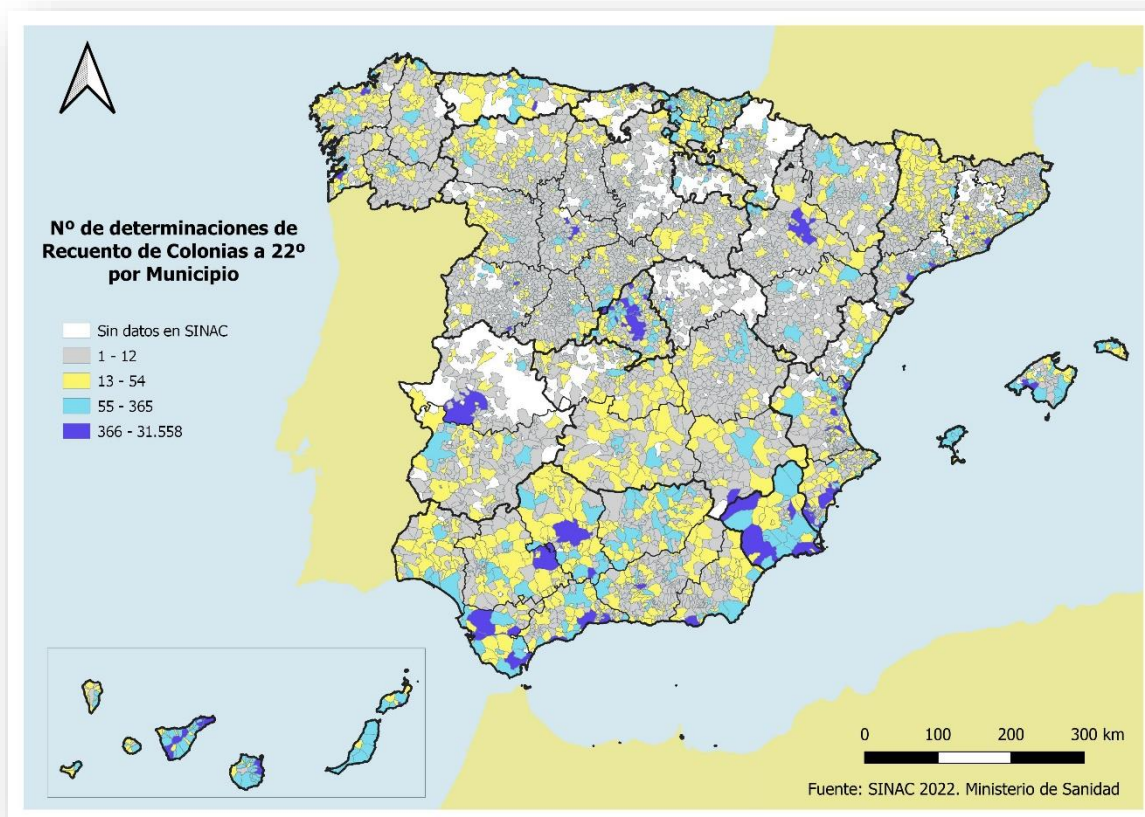 Nº de determinaciones de
Recuento de Colonias a 22º
por Municipio
Sin datos en SINAC
1 - 12
13 - 54
55 - 365
366 - 31.558
0 100 200 300 km
Fuente: SINAC 2022. Ministerio de Sanidad